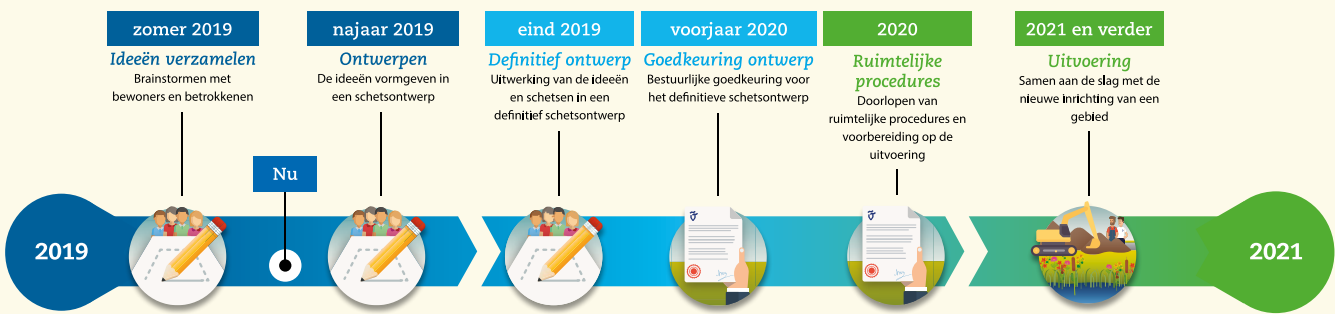 zomer 2019
Ideeën verzamelen
Brainstormen met
bewoners en betrokkenen
najaar 2019
Ontwerpen
De ideeën vormgeven in
een schetsontwerp
eind 2019
Definitief ontwerp
Uitwerking van de ideeën
en schetsen in een
definitief schetsontwerp
voorjaar 2020
Goedkeuring ontwerp
Bestuurlijke goedkeuring voor
het definitieve schetsontwerp
2020
Ruimtelijke
procedures
Doorlopen van
ruimtelijke procedures en
voorbereiding op de
uitvoering
2021 en verder
Uitvoering
Samen aan de slag met de
nieuwe inrichting van een
gebied
Nu
2019
2021